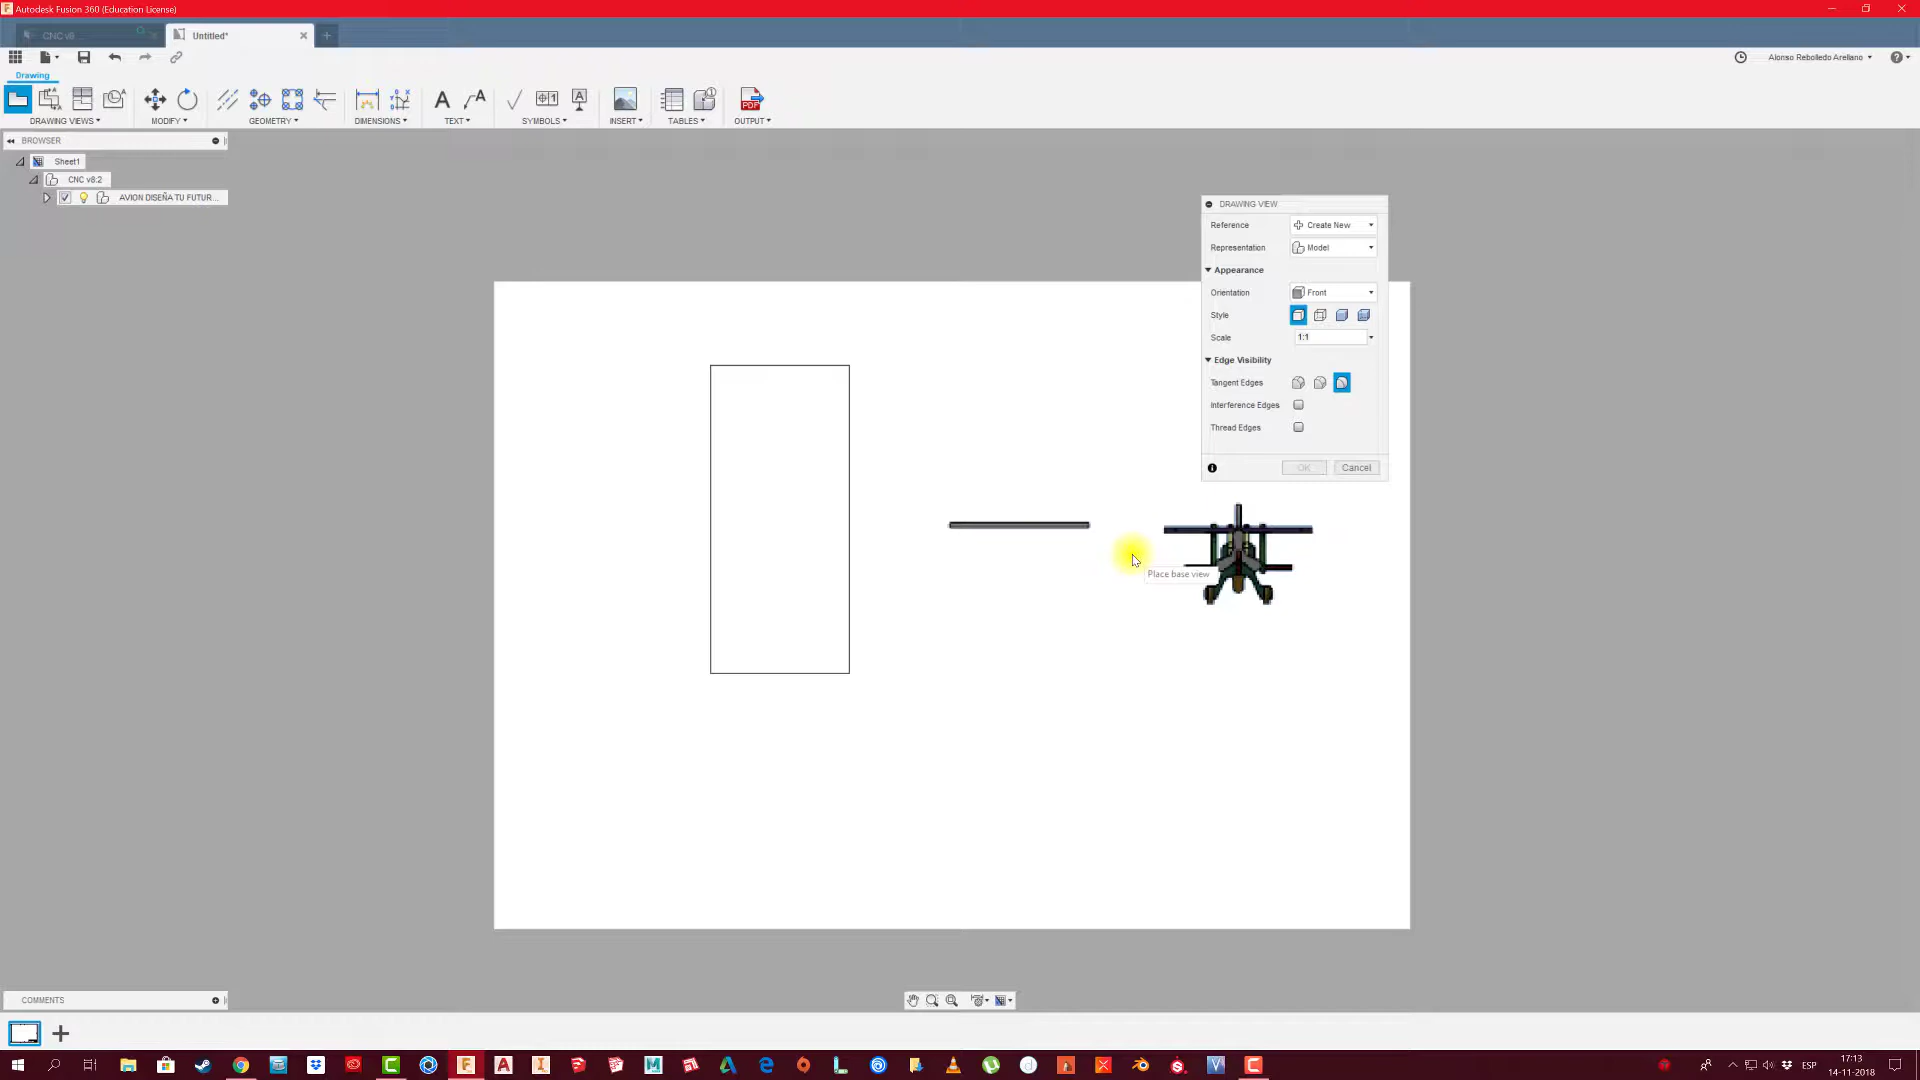 Autodesk Fusion 360 (Education License)
CNC v8
Untitled*
Alonso Rebolledo Arellano
Drawing
DRAWING VIEWS
MODIFY
GEOMETRY
DIMENSIONS
TEXT
SYMBOLS
INSERT
TABLES
OUTPUT
PDF
BROWSER
Sheet1
CNC v8:2
AVION DISEÑA TU FUTUR...
DRAWING VIEW
Reference
Create New
Representation
Model
Appearance
Orientation
Front
Style
Scale
1:1
Edge Visibility
Tangent Edges
Interference Edges
Thread Edges
OK
Cancel
Place base view
COMMENTS
ESP
17:13
14-11-2018